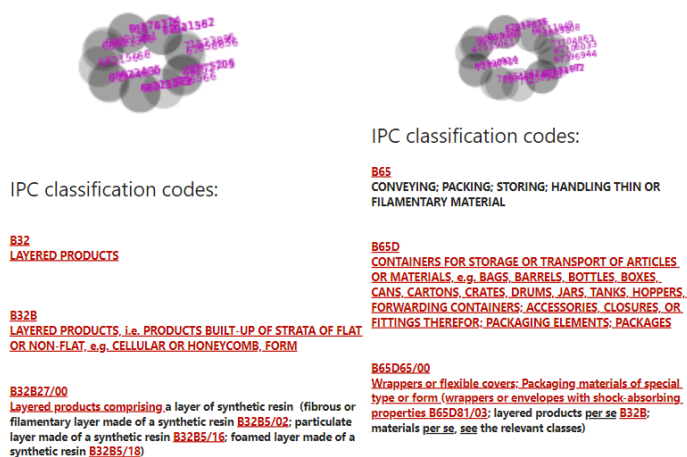 IPC classification codes:
B32
LAYERED PRODUCTS
B32B
LAYERED PRODUCTS, i.e. PRODUCTS BUILT-UP OF STRATA OF FLAT
OR NON-FLAT, e.g. CELLULAR OR HONEYCOMB, FORM
B32B27/00
Layered products comprising a layer of synthetic resin (fibrous or
filamentary layer made of a synthetic resin B32B5/02; particulate
layer made of a synthetic resin B32B5/16; foamed layer made of a
synthetic resin B32B5/18)
IPC classification codes:
B65
CONVEYING; PACKING; STORING; HANDLING THIN OR
FILAMENTARY MATERIAL
B65D
CONTAINERS FOR STORAGE OR TRANSPORT OF ARTICLES
OR MATERIALS, e.g. BAGS, BARRELS, BOTTLES, BOXES,
CANS, CARTONS, CRATES, DRUMS, JARS, TANKS, HOPPERS,
FORWARDING CONTAINERS; ACCESSORIES, CLOSURES, OR
FITTINGS THEREFOR; PACKAGING ELEMENTS; PACKAGES
B65D65/00
Wrappers or flexible covers; Packaging materials of special
type or form (wrappers or envelopes with shock-absorbing
properties B65D81/03; layered products per se B32B;
materials per se, see the relevant classes)